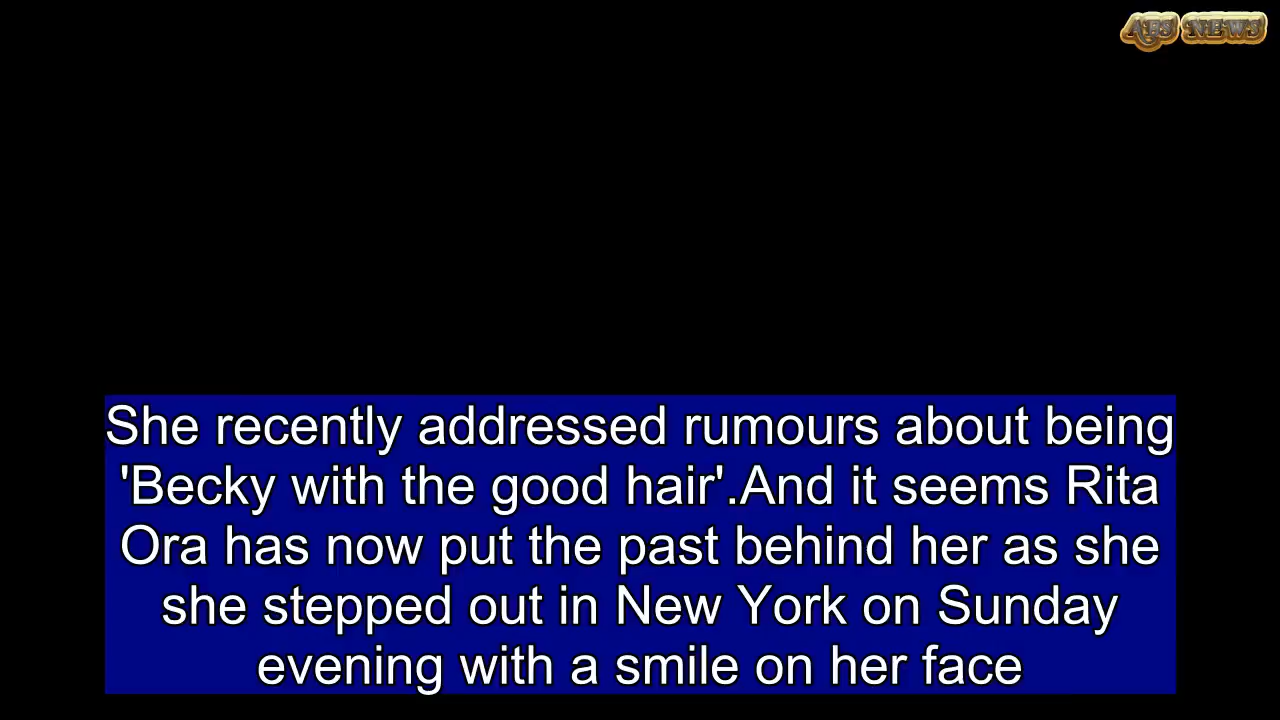 NEWS
She recently addressed rumours about being
'Becky with the good hair'.And it seems Rita
Ora has now put the past behind her as she
she stepped out in New York on Sunday
evening with a smile on her face